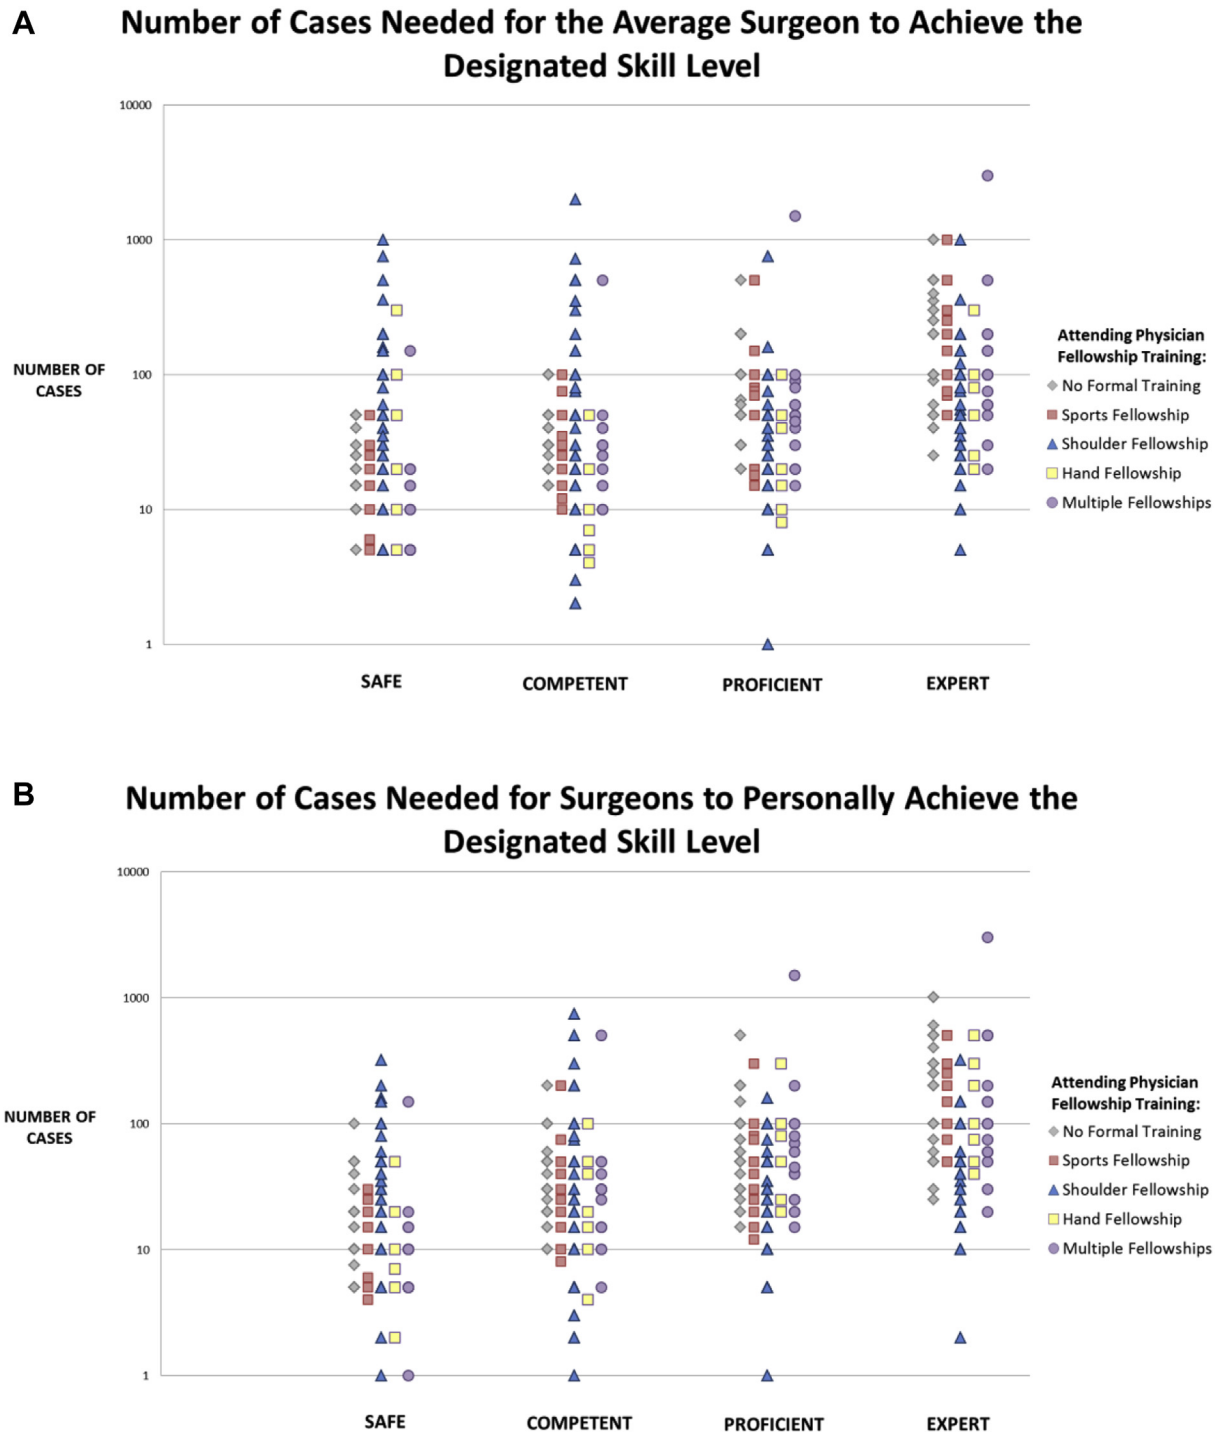 A
Number of Cases Needed for the Average Surgeon to Achieve the
Designated Skill Level
10000
1000
100
10
1
NUMBER OF
CASES
SAFE
COMPETENT
PROFICIENT
EXPERT
Attending Physician
Fellowship Training:
No Formal Training
Sports Fellowship
Shoulder Fellowship
Hand Fellowship
Multiple Fellowships
B
Number of Cases Needed for Surgeons to Personally Achieve the
Designated Skill Level
10000
1000
100
10
1
NUMBER OF
CASES
SAFE
COMPETENT
PROFICIENT
EXPERT
Attending Physician
Fellowship Training:
No Formal Training
Sports Fellowship
Shoulder Fellowship
Hand Fellowship
Multiple Fellowships